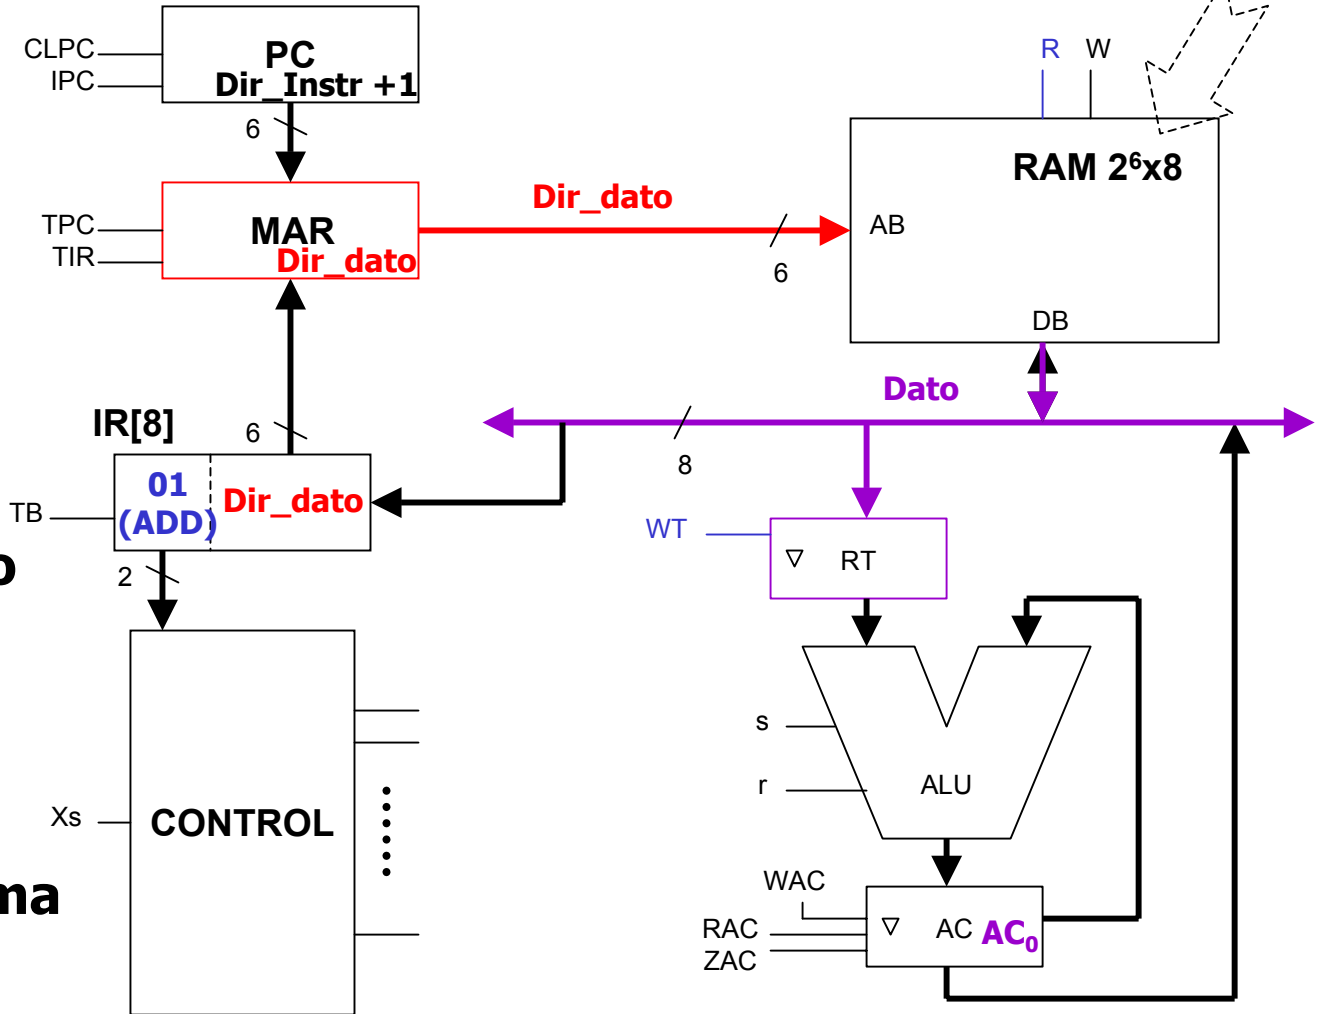 CLPC
IPC
PC
Dir_Instr +1
6
R
W
RAM 2⁶x8
TPC
TIR
MAR
Dir_dato
Dir_dato
6
AB
DB
Dato
8
IR[8]
6
TB
01
(ADD)
Dir_dato
2
o
WT
RT
s
r
ALU
Xs
CONTROL
ma
WAC
RAC
ZAC
AC
AC₀